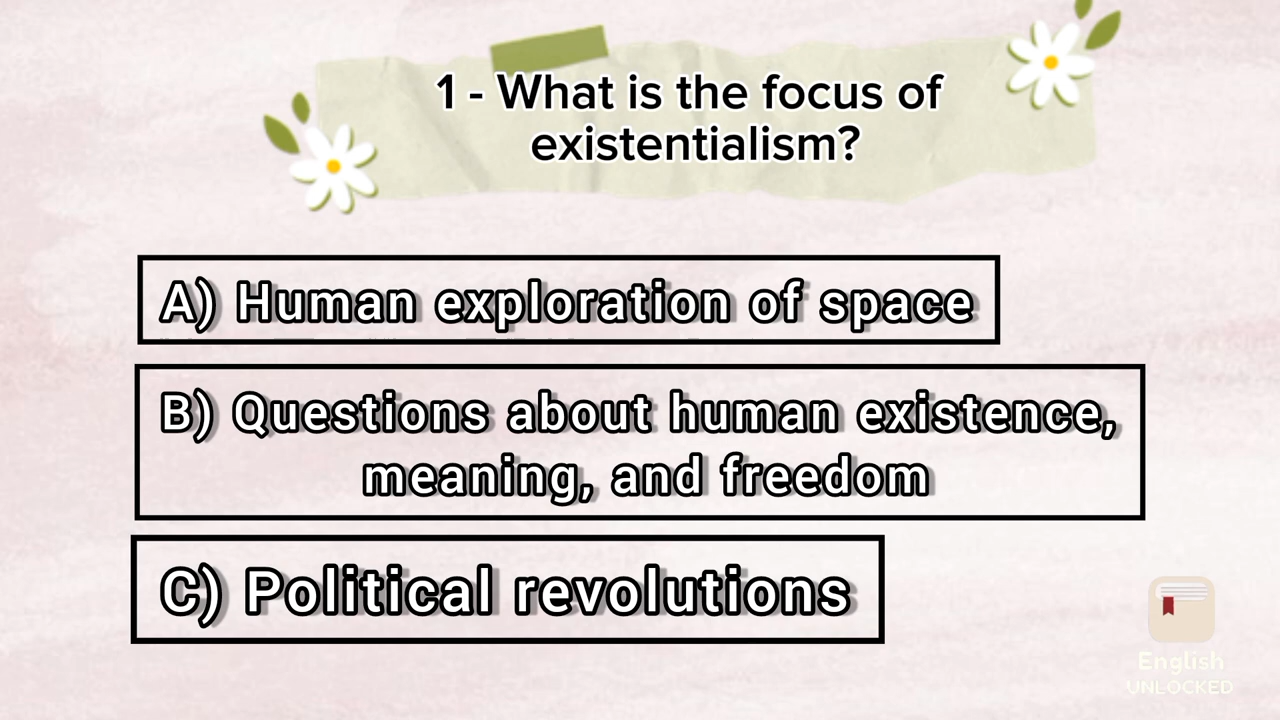 1 - What is the focus of
existentialism?
A) Human exploration of space
B) Questions about human existence,
meaning, and freedom
C) Political revolutions
English
UNLOCKED